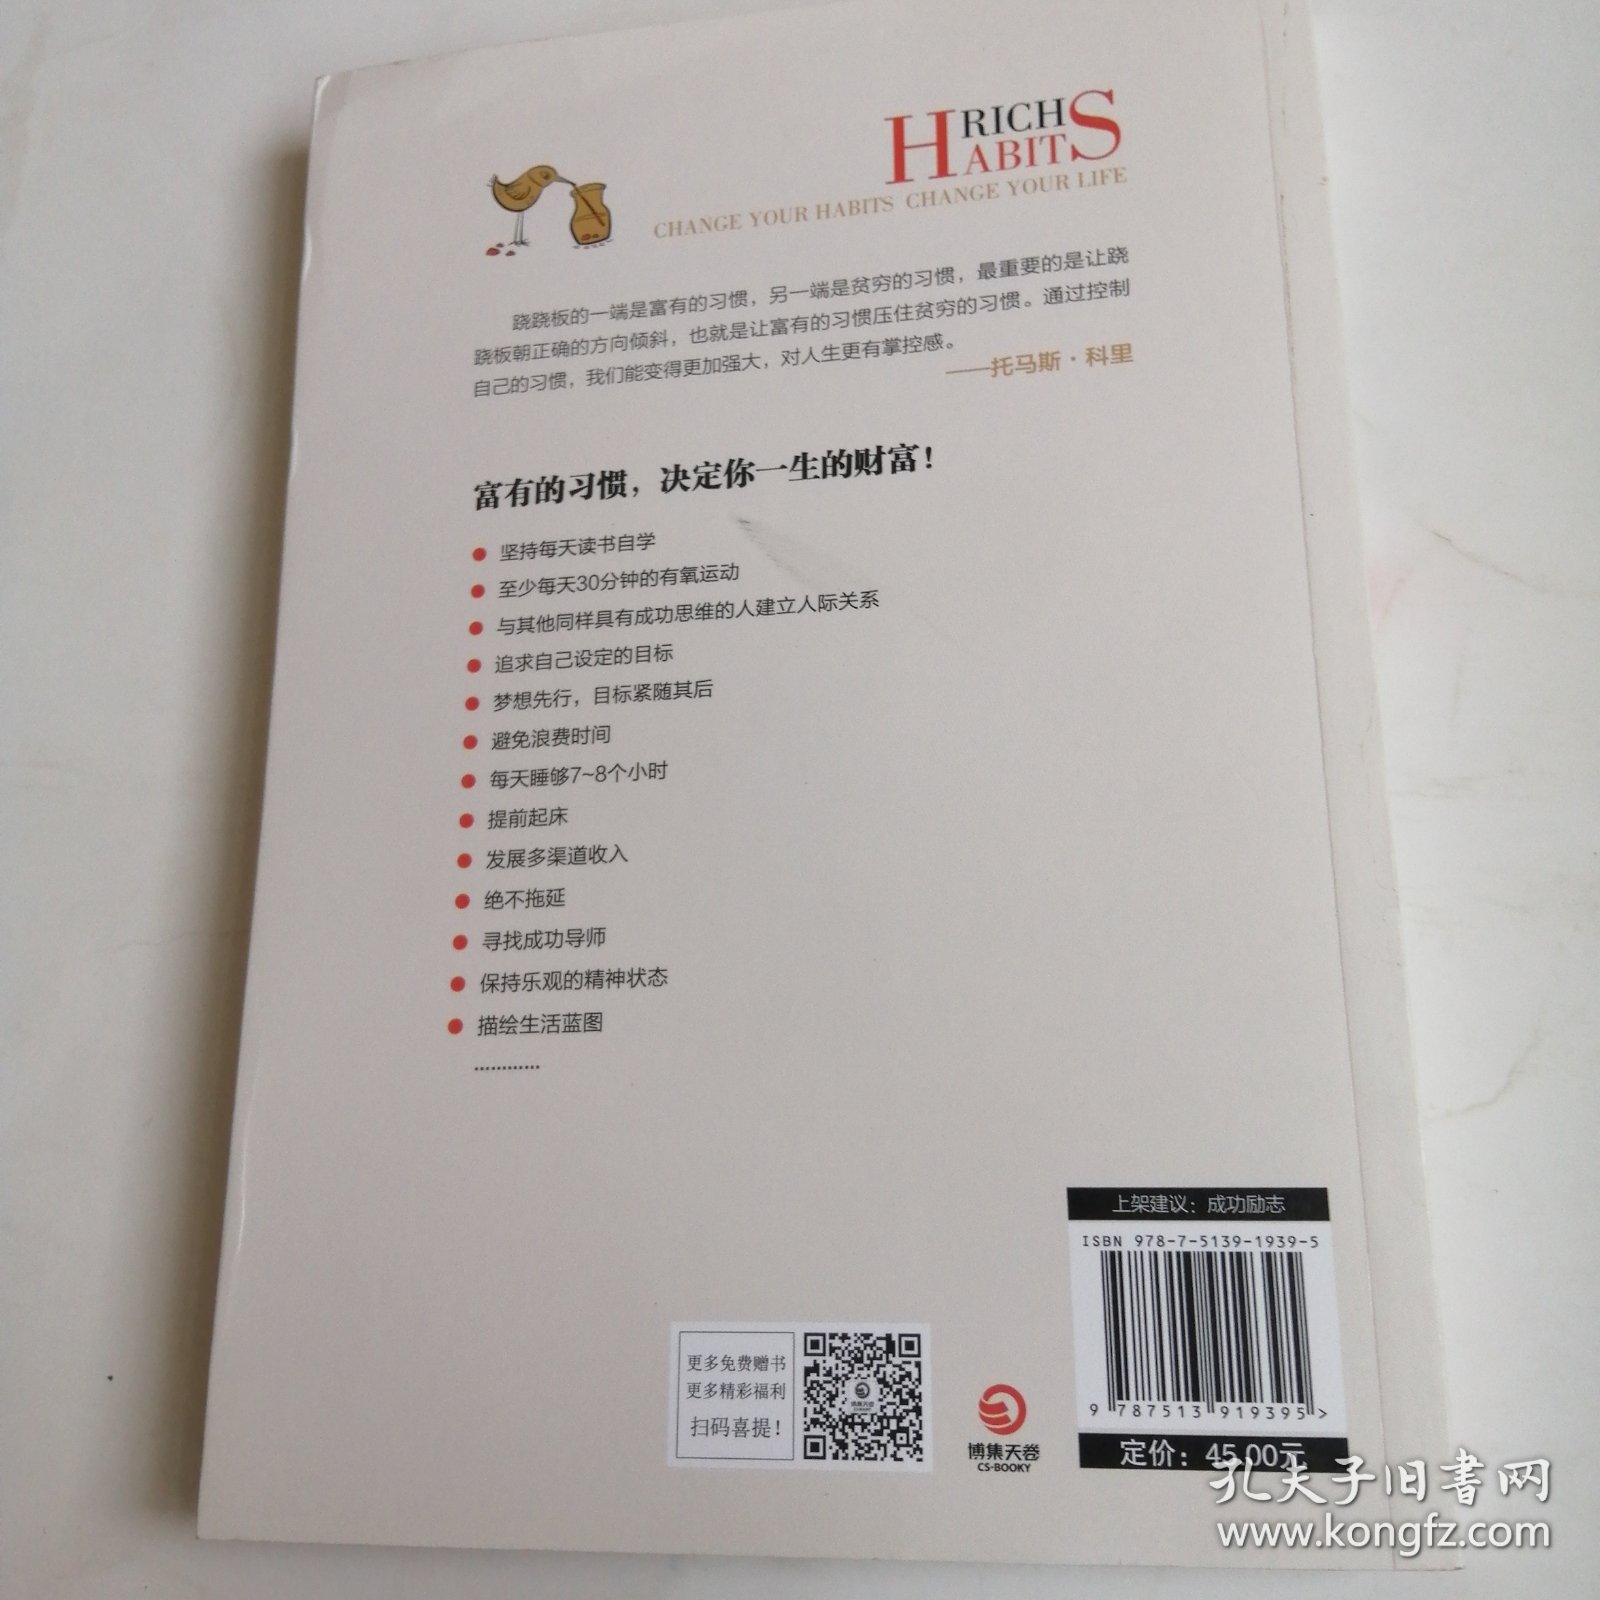 RICH
HABITS
CHANGE YOUR HABITS CHANGE YOUR LIFE
跷跷板的一端是富有的习惯，另一端是贫穷的习惯，最重要的是让跷
跷板朝正确的方向倾斜，也就是让富有的习惯压住贫穷的习惯。通过控制
自己的习惯，我们能变得更加强大，对人生更有掌控感。
——托马斯·科里
富有的习惯，决定你一生的财富！
● 坚持每天读书自学
● 至少每天30分钟的有氧运动
● 与其他同样具有成功思维的人建立人际关系
● 追求自己设定的目标
● 梦想先行，目标紧随其后
● 避免浪费时间
● 每天睡够7~8个小时
● 提前起床
● 发展多渠道收入
● 绝不拖延
● 寻找成功导师
● 保持乐观的精神状态
● 描绘生活蓝图
…………
上架建议：成功励志
ISBN 978-7-5139-1939-5
9 787513 919395 >
定价：45.00元
更多免费赠书
更多精彩福利
扫码喜提！
博集天卷
博集天卷
CS-BOOKY
孔夫子旧书网
www.kongfz.com